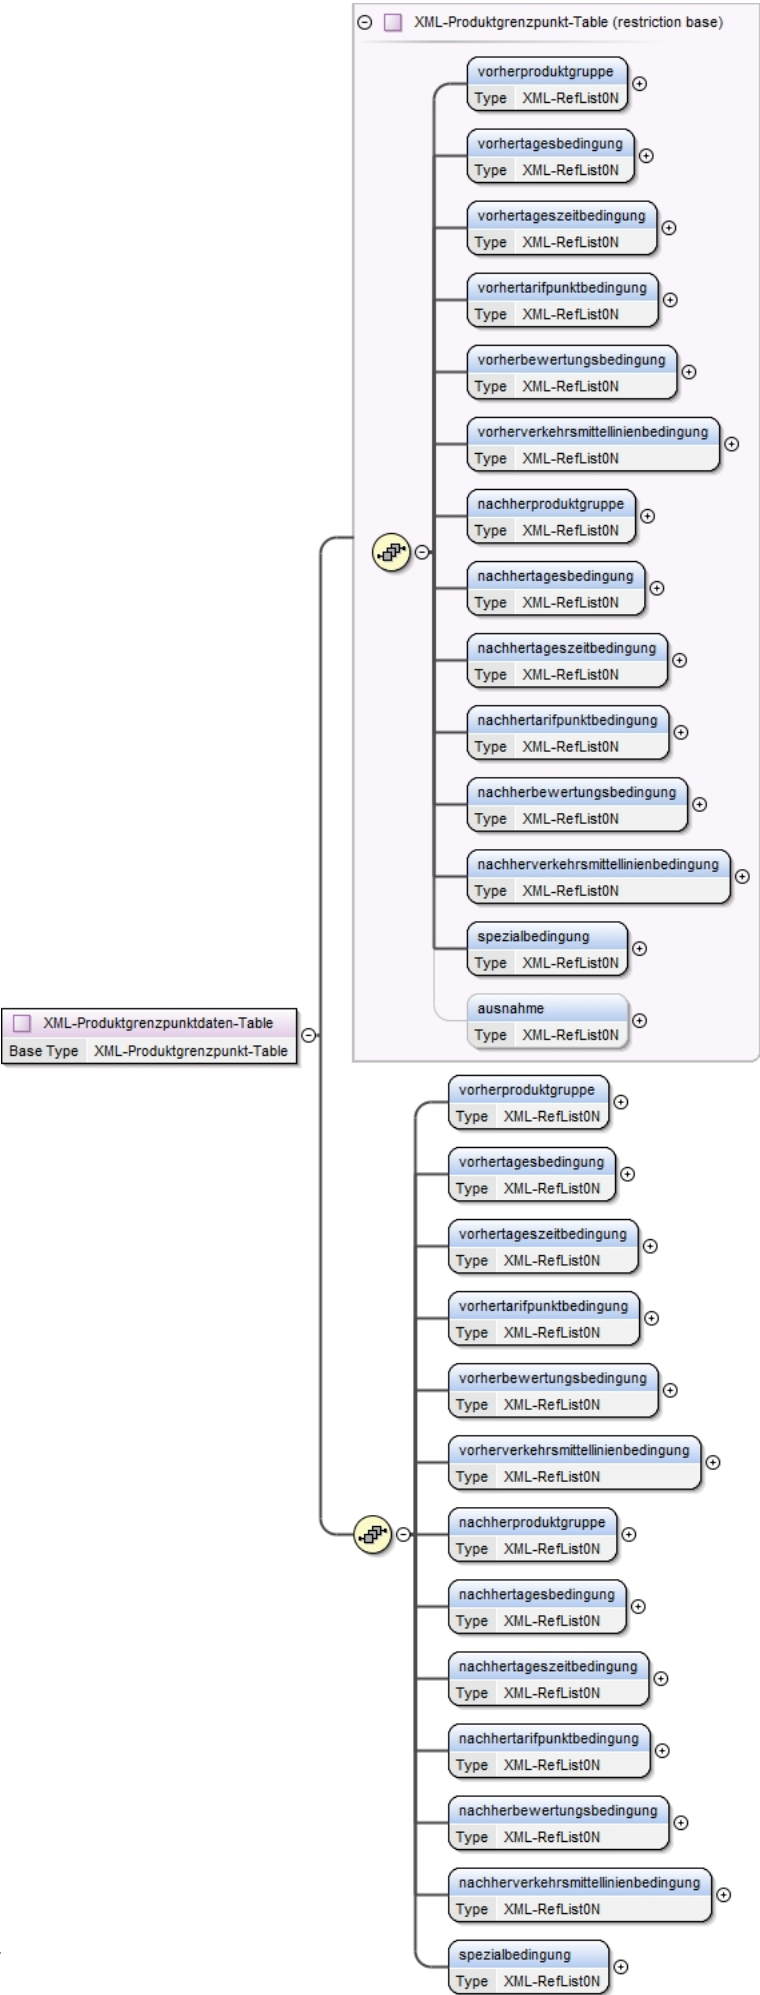 XML-Produktgrenzpunkt-Table (restriction base)
vorherproduktgruppe
Type XML-RefList0N
vorhertagesbedingung
Type XML-RefList0N
vorhertageszeitbedingung
Type XML-RefList0N
vorhertarifpunktbedingung
Type XML-RefList0N
vorherbewertungsbedingung
Type XML-RefList0N
vorherverkehrsmittellinienbedingung
Type XML-RefList0N
nachherproduktgruppe
Type XML-RefList0N
nachhertagesbedingung
Type XML-RefList0N
nachhertageszeitbedingung
Type XML-RefList0N
nachhertarifpunktbedingung
Type XML-RefList0N
nachherbewertungsbedingung
Type XML-RefList0N
nachherverkehrsmittellinienbedingung
Type XML-RefList0N
spezialbedingung
Type XML-RefList0N
ausnahme
Type XML-RefList0N
XML-Produktgrenzpunktdaten-Table
Base Type XML-Produktgrenzpunkt-Table
vorherproduktgruppe
Type XML-RefList0N
vorhertagesbedingung
Type XML-RefList0N
vorhertageszeitbedingung
Type XML-RefList0N
vorhertarifpunktbedingung
Type XML-RefList0N
vorherbewertungsbedingung
Type XML-RefList0N
vorherverkehrsmittellinienbedingung
Type XML-RefList0N
nachherproduktgruppe
Type XML-RefList0N
nachhertagesbedingung
Type XML-RefList0N
nachhertageszeitbedingung
Type XML-RefList0N
nachhertarifpunktbedingung
Type XML-RefList0N
nachherbewertungsbedingung
Type XML-RefList0N
nachherverkehrsmittellinienbedingung
Type XML-RefList0N
spezialbedingung
Type XML-RefList0N